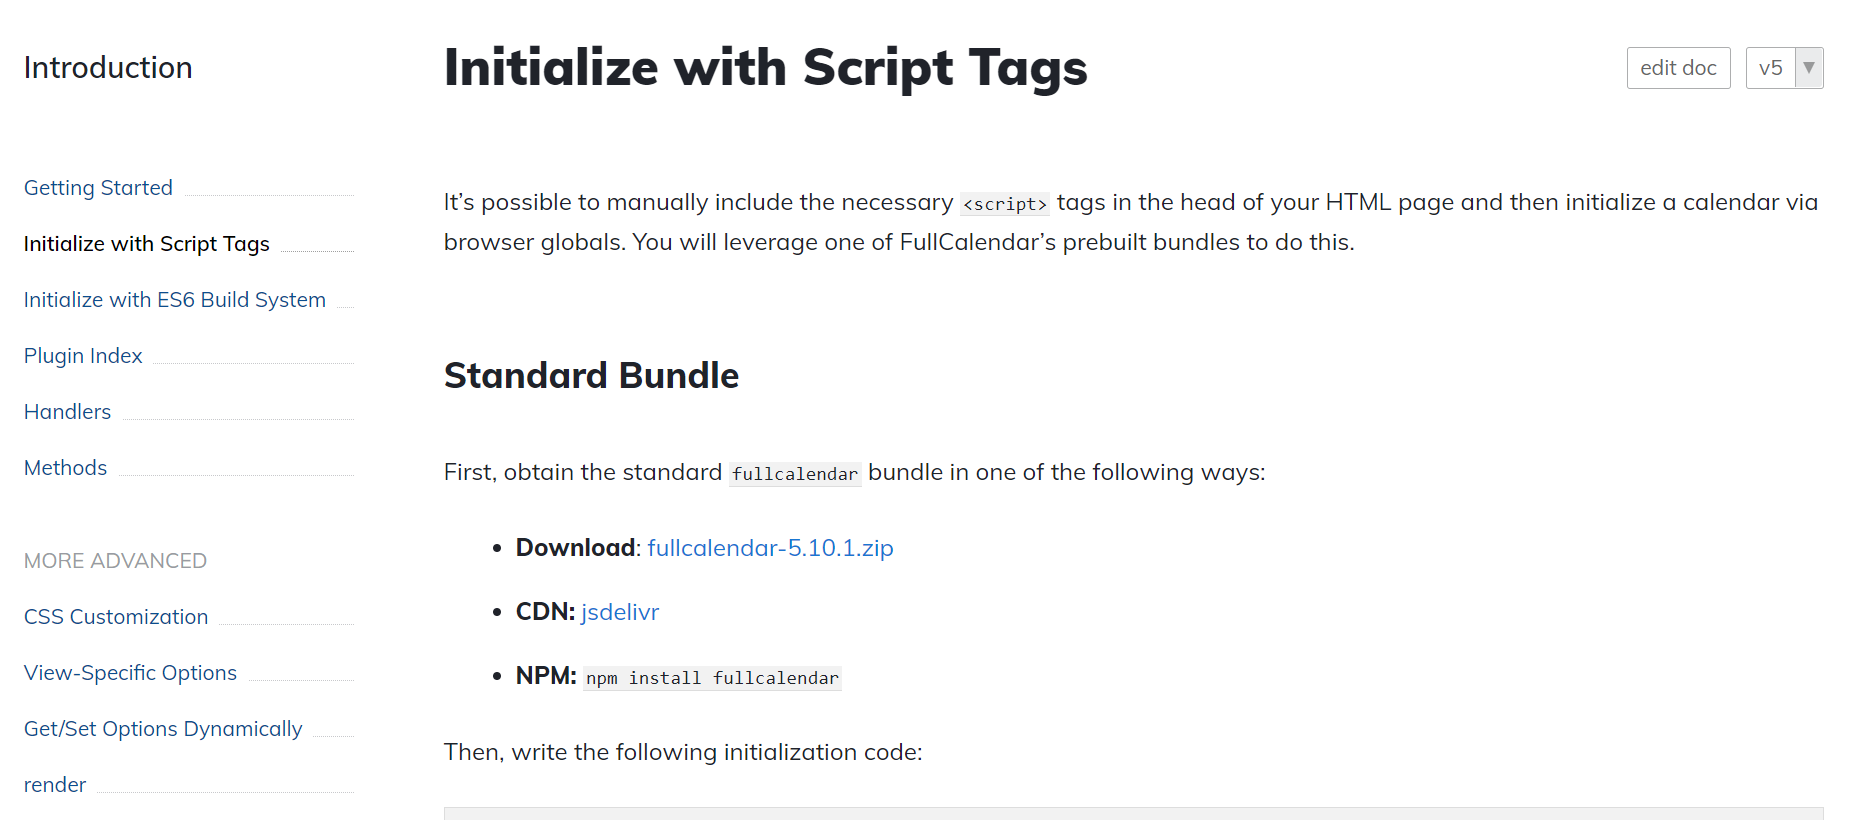 Introduction
Getting Started
Initialize with Script Tags
Initialize with ES6 Build System
Plugin Index
Handlers
Methods
MORE ADVANCED
CSS Customization
View-Specific Options
Get/Set Options Dynamically
render
Initialize with Script Tags
edit doc
v5 ▼
It’s possible to manually include the necessary <script> tags in the head of your HTML page and then initialize a calendar via
browser globals. You will leverage one of FullCalendar’s prebuilt bundles to do this.
Standard Bundle
First, obtain the standard fullcalendar bundle in one of the following ways:
• Download: fullcalendar-5.10.1.zip
• CDN: jsdelivr
• NPM: npm install fullcalendar
Then, write the following initialization code: